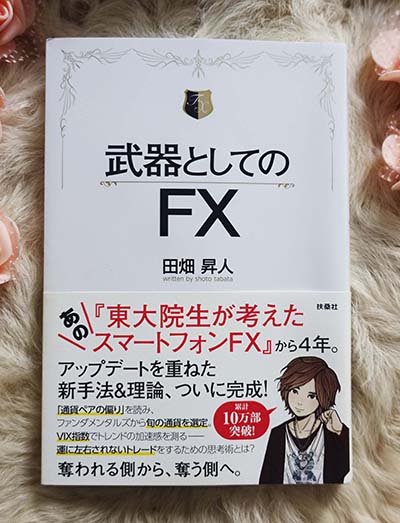 FX
武器としての
FX
田畑 昇人
written by shoto tabata
扶桑社
あの
『東大院生が考えた
スマートフォンFX』から4年。
アップデートを重ねた
新手法&理論、ついに完成!
「通貨ペアの偏り」を読み、
ファンダメンタルズから旬の通貨を選定。
VIX指数でトレンドの加速感を測る──
運に左右されないトレードをするための思考術とは?
奪われる側から、奪う側へ。
累計
10万部
突破!